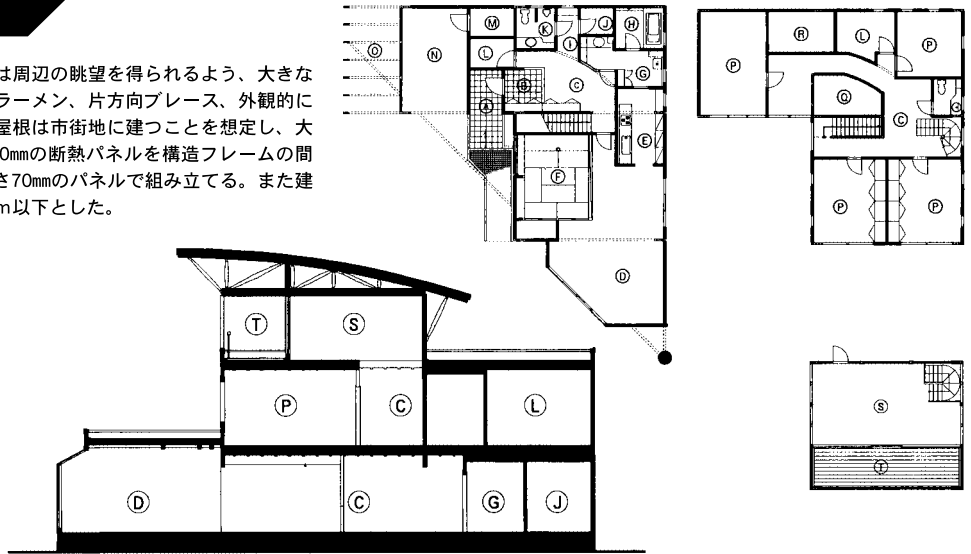 は周辺の眺望を得られるよう、大きな
ラーメン、片方向ブレース、外観的に
屋根は市街地に建つことを想定し、大
0mmの断熱パネルを構造フレームの間
さ70mmのパネルで組み立てる。また建
m以下とした。
O N M K I J H
L G
A B C
E
F
D
P R L P
Q C
P P
S
T
T S
P C L
D C G J